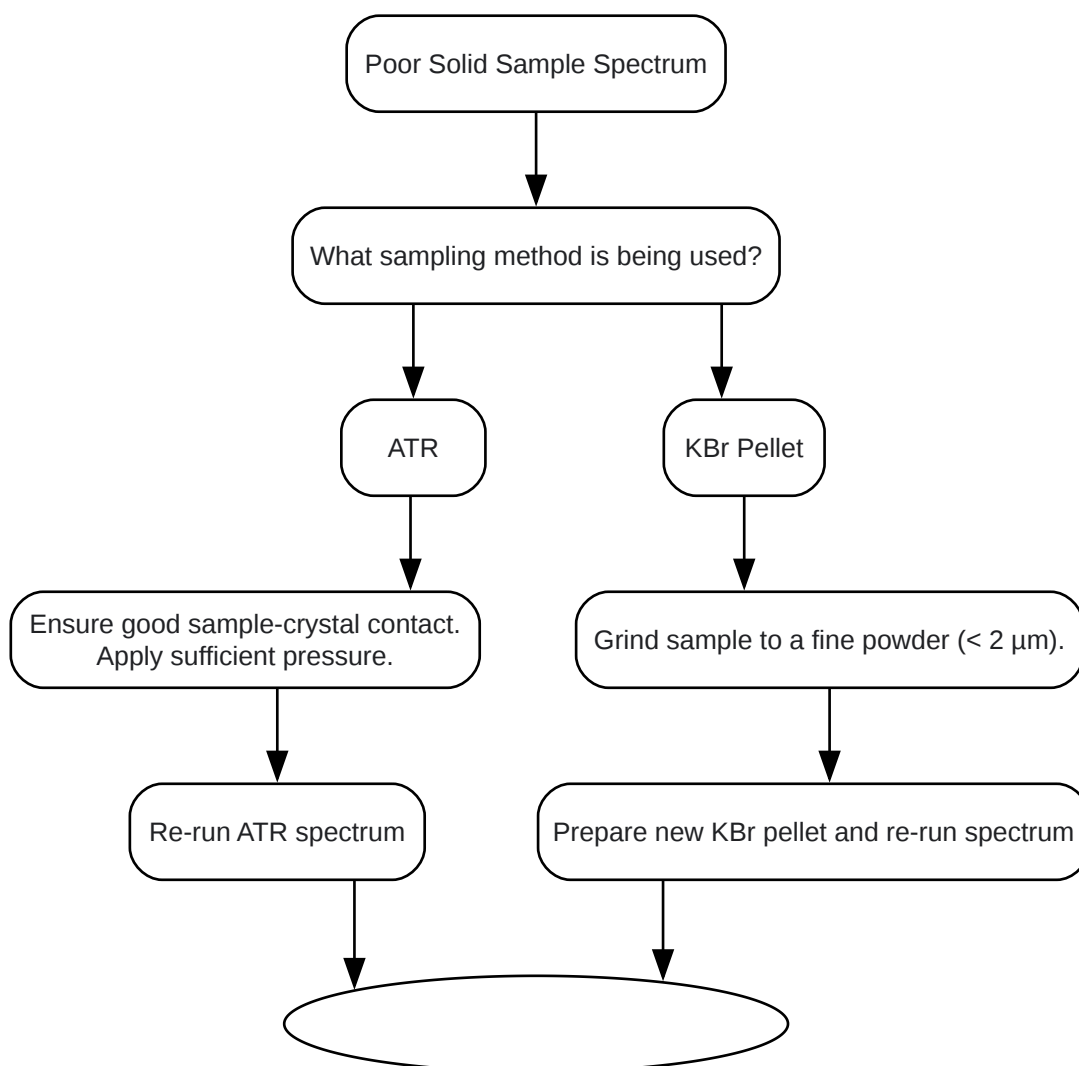 Poor Solid Sample Spectrum
What sampling method is being used?
ATR
KBr Pellet
Ensure good sample-crystal contact.
Apply sufficient pressure.
Grind sample to a fine powder (< 2 µm).
Re-run ATR spectrum
Prepare new KBr pellet and re-run spectrum